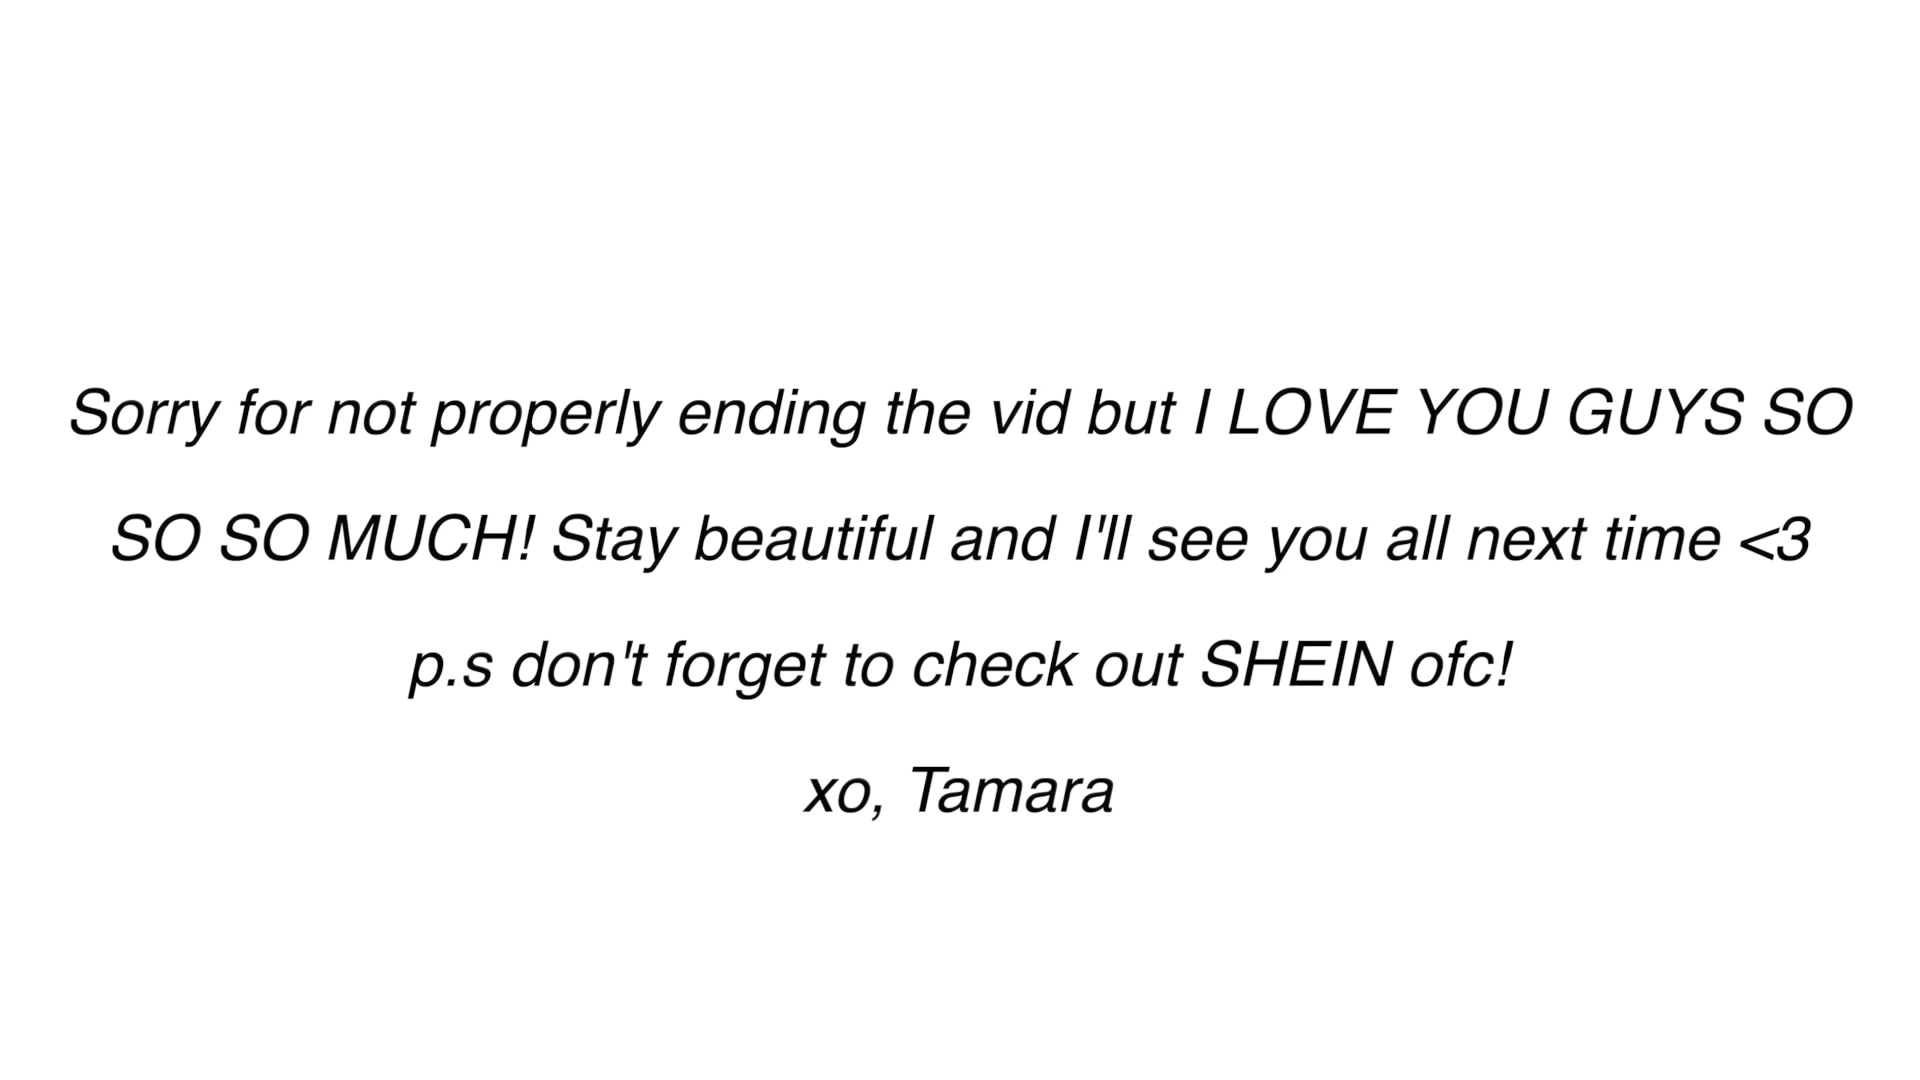 Sorry for not properly ending the vid but I LOVE YOU GUYS SO
SO SO MUCH! Stay beautiful and I'll see you all next time <3
p.s don't forget to check out SHEIN ofc!
xo, Tamara